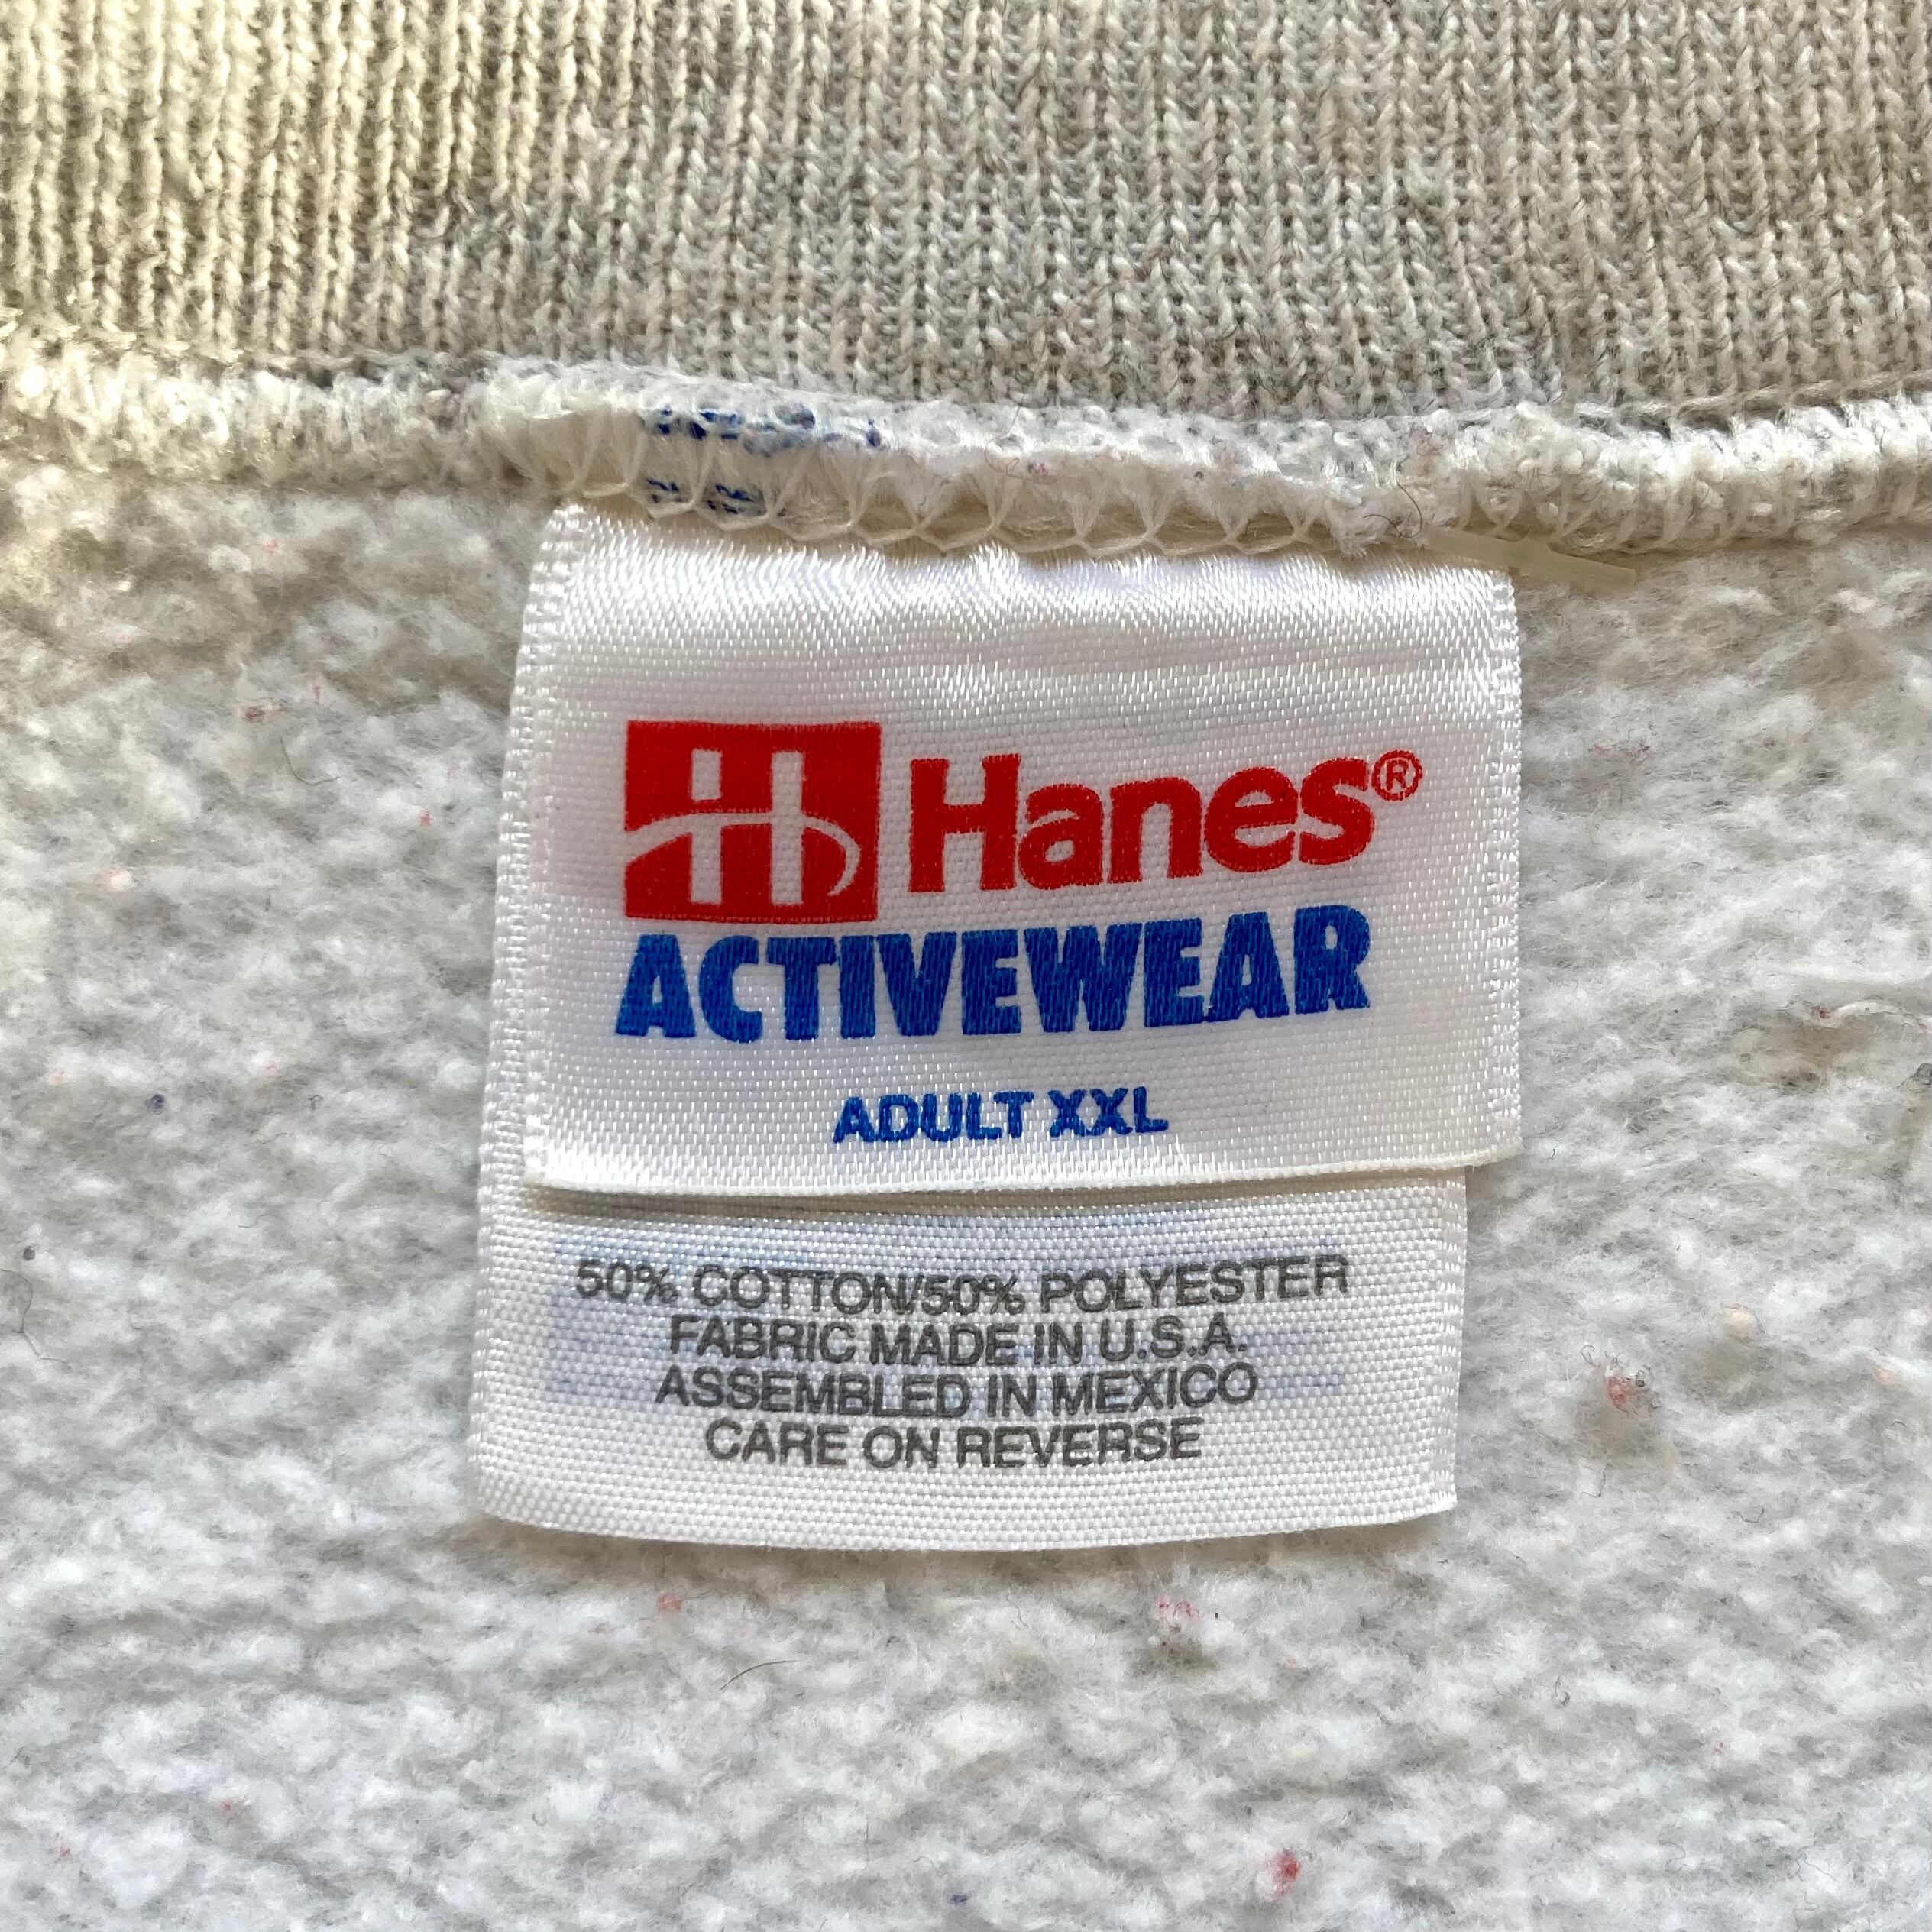 H Hanes®
ACTIVEWEAR
ADULT XXL
50% COTTON/50% POLYESTER
FABRIC MADE IN U.S.A.
ASSEMBLED IN MEXICO
CARE ON REVERSE